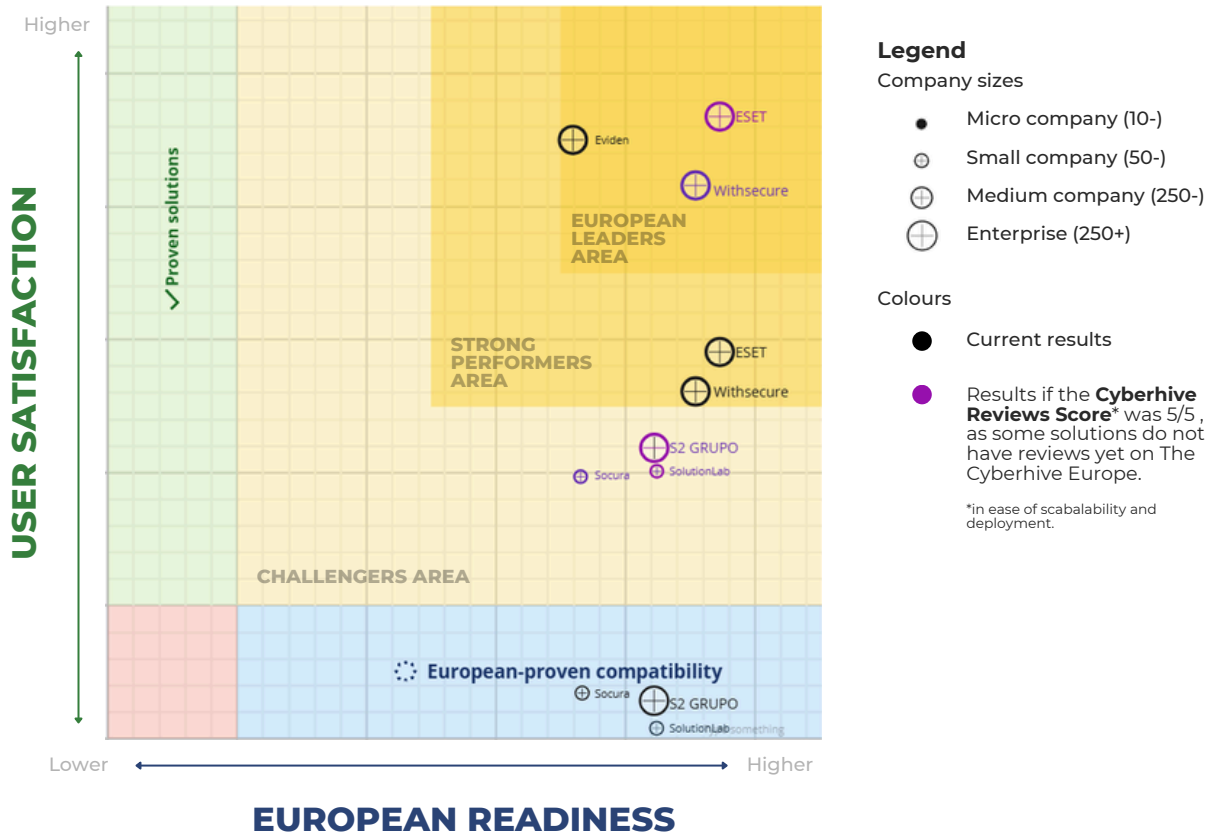 Higher
USER SATISFACTION
Proven solutions
ESET
Eviden
Withsecure
EUROPEAN
LEADERS
AREA
STRONG
PERFORMERS
AREA
ESET
Withsecure
S2 GRUPO
SolutionLab
Socura
CHALLENGERS AREA
European-proven compatibility
Socura
S2 GRUPO
SolutionLab
something
Lower
Higher
EUROPEAN READINESS
Legend
Company sizes
Micro company (10-)
Small company (50-)
Medium company (250-)
Enterprise (250+)
Colours
Current results
Results if the Cyberhive
Reviews Score* was 5/5 ,
as some solutions do not
have reviews yet on The
Cyberhive Europe.
*in ease of scabalability and
deployment.